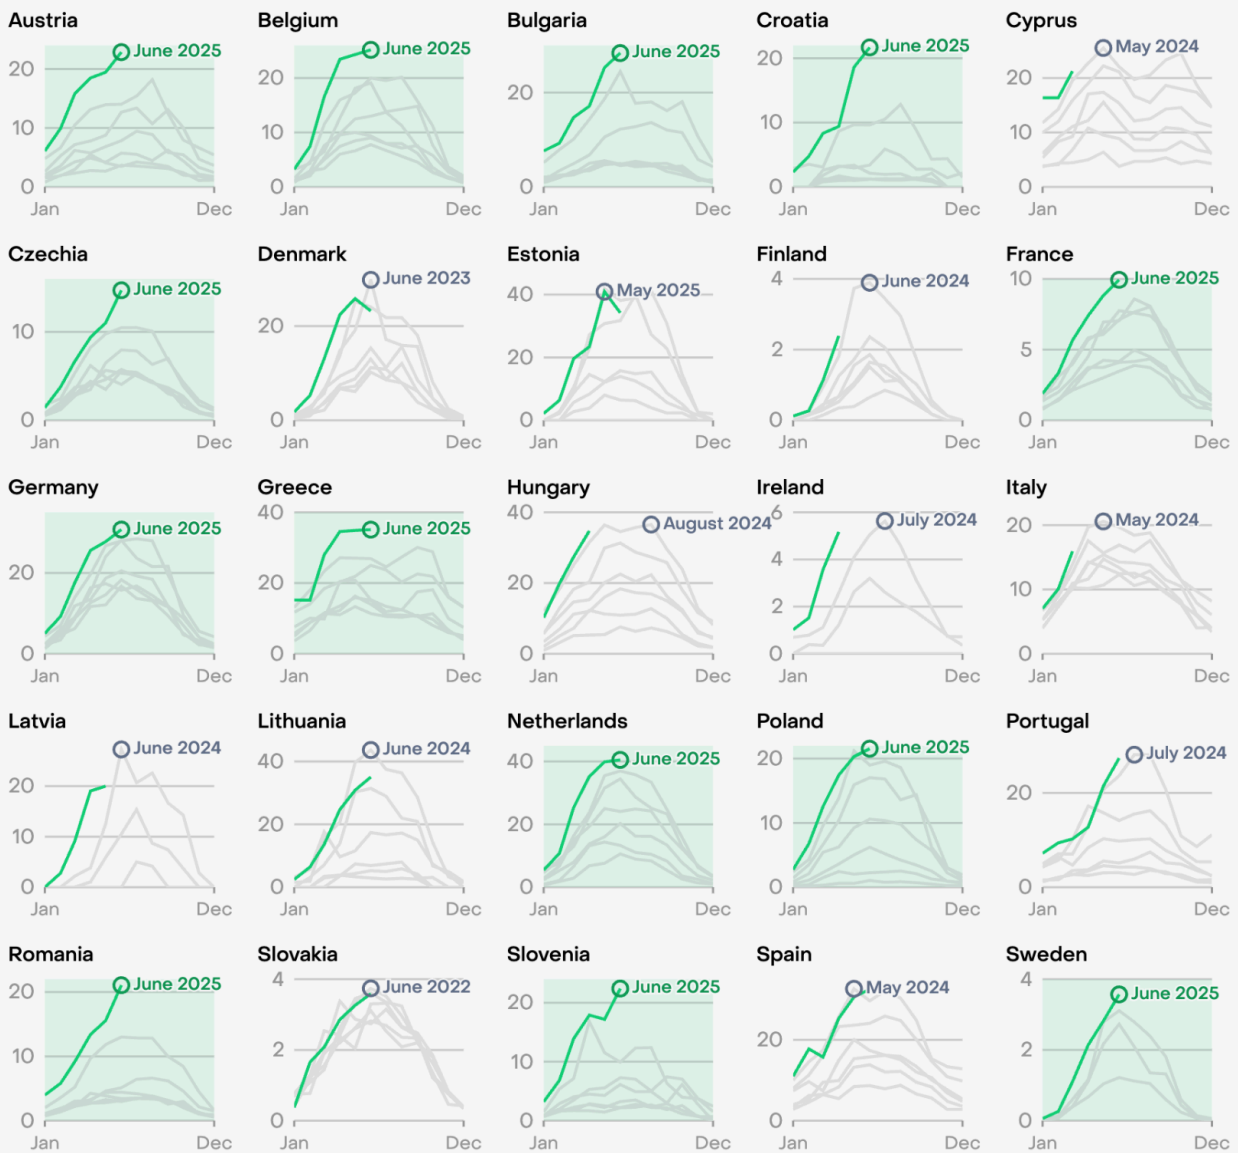 Austria
June 2025
20
10
0
Jan Dec
Belgium
June 2025
20
10
0
Jan Dec
Bulgaria
June 2025
20
0
Jan Dec
Croatia
June 2025
20
10
0
Jan Dec
Cyprus
May 2024
20
10
0
Jan Dec
Czechia
June 2025
10
0
Jan Dec
Denmark
June 2023
20
0
Jan Dec
Estonia
May 2025
40
20
0
Jan Dec
Finland
June 2024
4
2
0
Jan Dec
France
June 2025
10
5
0
Jan Dec
Germany
June 2025
20
0
Jan Dec
Greece
June 2025
40
20
0
Jan Dec
Hungary
August 2024
40
20
0
Jan Dec
Ireland
July 2024
6
4
2
0
Jan Dec
Italy
May 2024
20
10
0
Jan Dec
Latvia
June 2024
20
0
Jan Dec
Lithuania
June 2024
40
20
0
Jan Dec
Netherlands
June 2025
40
20
0
Jan Dec
Poland
June 2025
20
10
0
Jan Dec
Portugal
July 2024
20
0
Jan Dec
Romania
June 2025
20
10
0
Jan Dec
Slovakia
June 2022
4
2
0
Jan Dec
Slovenia
June 2025
20
10
0
Jan Dec
Spain
May 2024
20
0
Jan Dec
Sweden
June 2025
4
2
0
Jan Dec